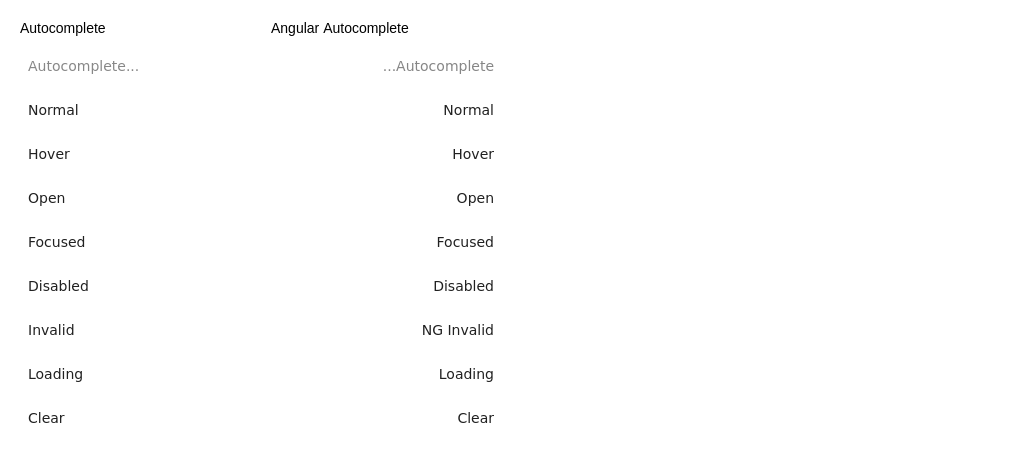 Autocomplete Angular Autocomplete
Autocomplete... ...Autocomplete
Normal Normal
Hover Hover
Open Open
Focused Focused
Disabled Disabled
Invalid NG Invalid
Loading Loading
Clear Clear